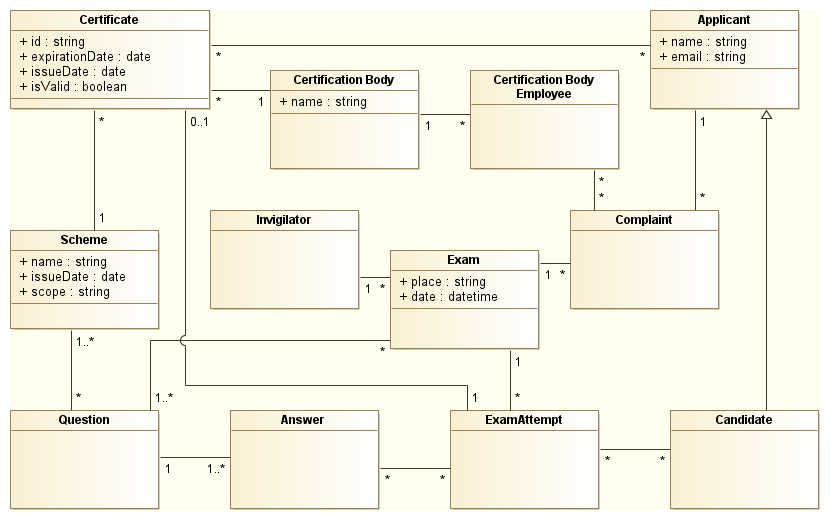 Certificate
+ id : string
+ expirationDate : date
+ issueDate : date
+ isValid : boolean
Applicant
+ name : string
+ email : string
*
*
Certification Body
+ name : string
Certification Body
Employee
*
1
1
*
0..1
*
1
*
*
*
1
*
Scheme
+ name : string
+ issueDate : date
+ scope : string
Invigilator
Exam
+ place : string
+ date : datetime
Complaint
1
*
1
*
1..*
*
*
1..*
1
*
1
Question
Answer
ExamAttempt
Candidate
1
1..*
*
*
*
*